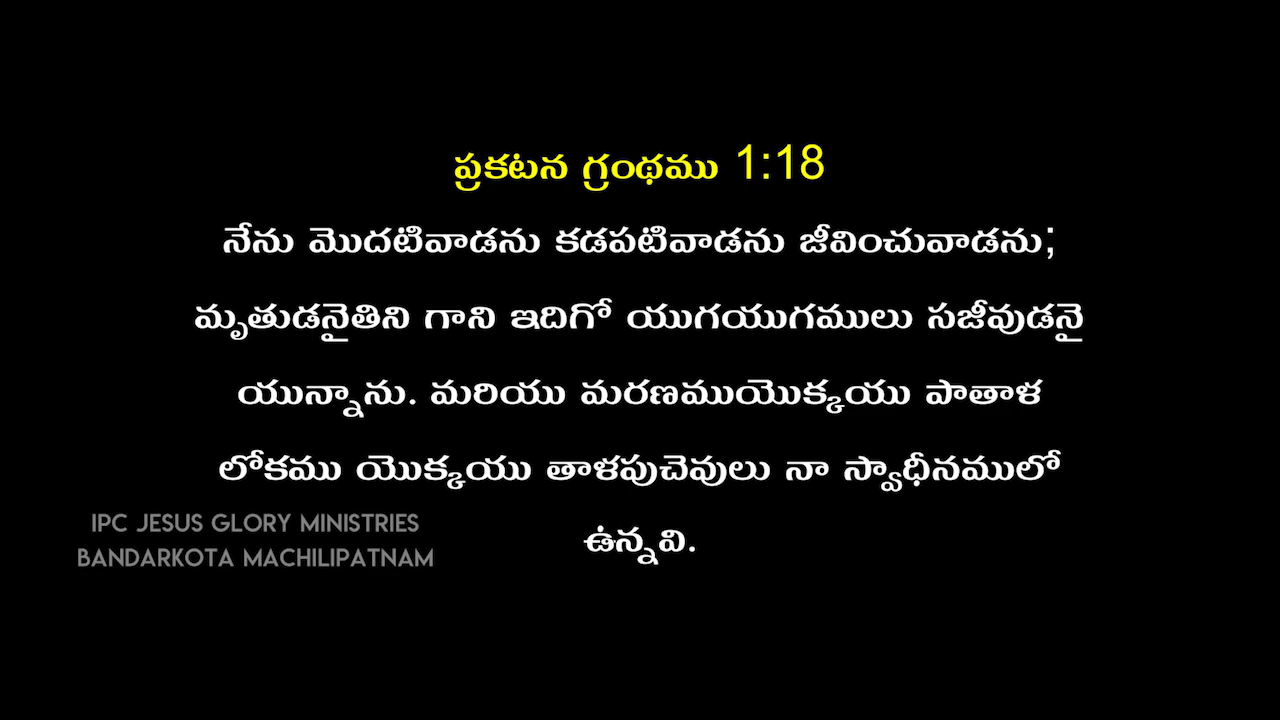 ప్రకటన గ్రంథము 1:18
నేను మొదటివాడను కడపటివాడను జీవించువాడను;
మృతుడనైతిని గాని ఇదిగో యుగయుగములు సజీవుడనై
యున్నాను. మరియు మరణముయొక్కయు పాతాళ
లోకము యొక్కయు తాళపుచెవులు నా స్వాధీనములో
ఉన్నవి.
IPC JESUS GLORY MINISTRIES
BANDARKOTA MACHILIPATNAM